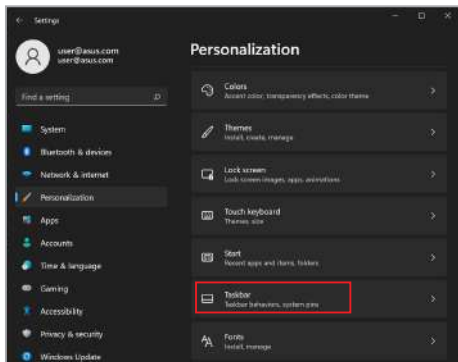 Settings
user@asus.com
user@asus.com
Find a setting
System
Bluetooth & devices
Network & internet
Personalization
Apps
Accounts
Time & language
Gaming
Accessibility
Privacy & security
Windows Update
Personalization
Colors
Accent color, transparency effects, color theme
Themes
Install, create, manage
Lock screen
Lock screen images, apps, animations
Touch keyboard
Themes, size
Start
Recent apps and items, folders
Taskbar
Taskbar behaviors, system pins
Fonts
Install, manage